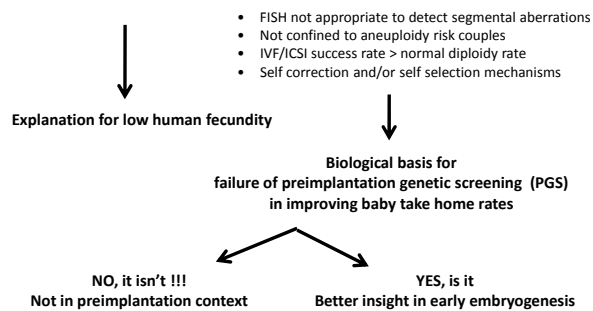 • FISH not appropriate to detect segmental aberrations
• Not confined to aneuploidy risk couples
• IVF/ICSI success rate > normal diploidy rate
• Self correction and/or self selection mechanisms
Explanation for low human fecundity
Biological basis for
failure of preimplantation genetic screening (PGS)
in improving baby take home rates
NO, it isn't !!!
Not in preimplantation context
YES, is it
Better insight in early embryogenesis